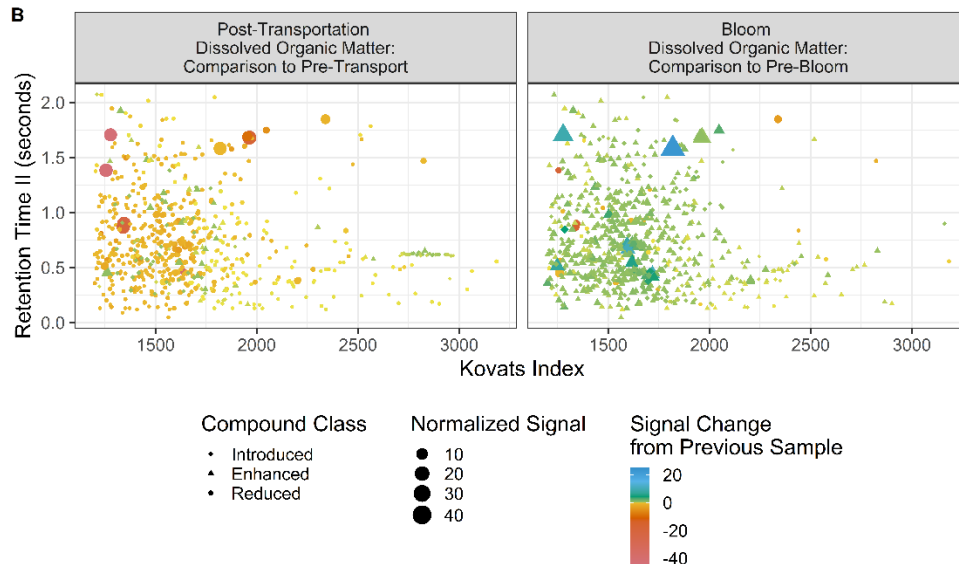 B
Post-Transportation
Dissolved Organic Matter:
Comparison to Pre-Transport
Bloom
Dissolved Organic Matter:
Comparison to Pre-Bloom
Retention Time II (seconds)
2.0
1.5
1.0
0.5
0.0
1500 2000 2500 3000
1500 2000 2500 3000
Kovats Index
Compound Class
Introduced
Enhanced
Reduced
Normalized Signal
10
20
30
40
Signal Change
from Previous Sample
20
0
-20
-40